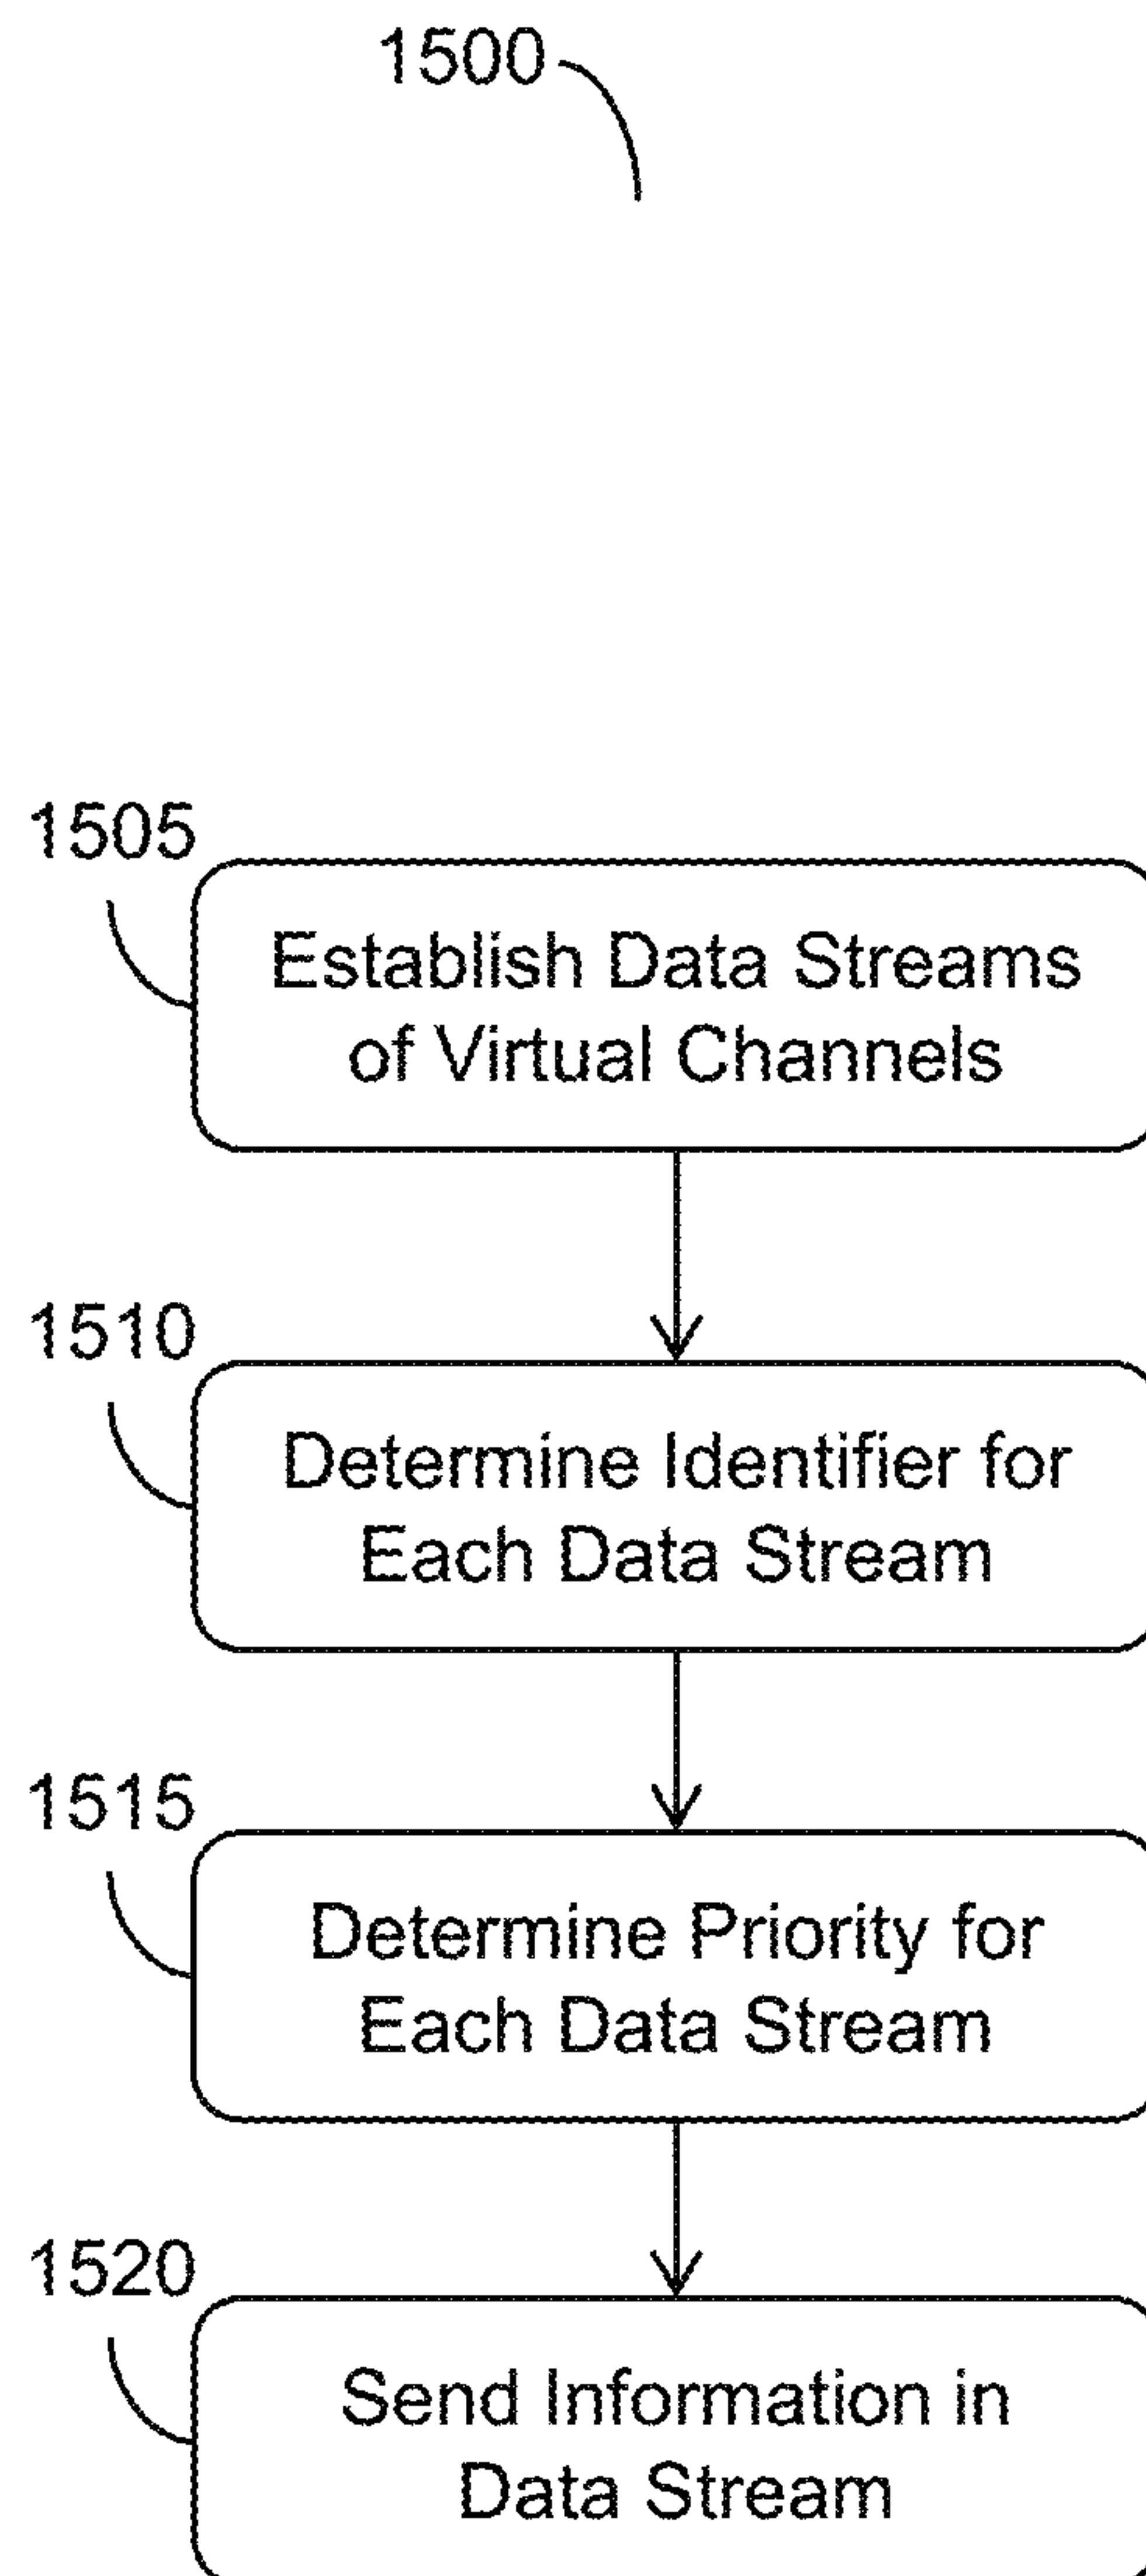 1500
1505
Establish Data Streams
of Virtual Channels
1510
Determine Identifier for
Each Data Stream
1515
Determine Priority for
Each Data Stream
1520
Send Information in
Data Stream